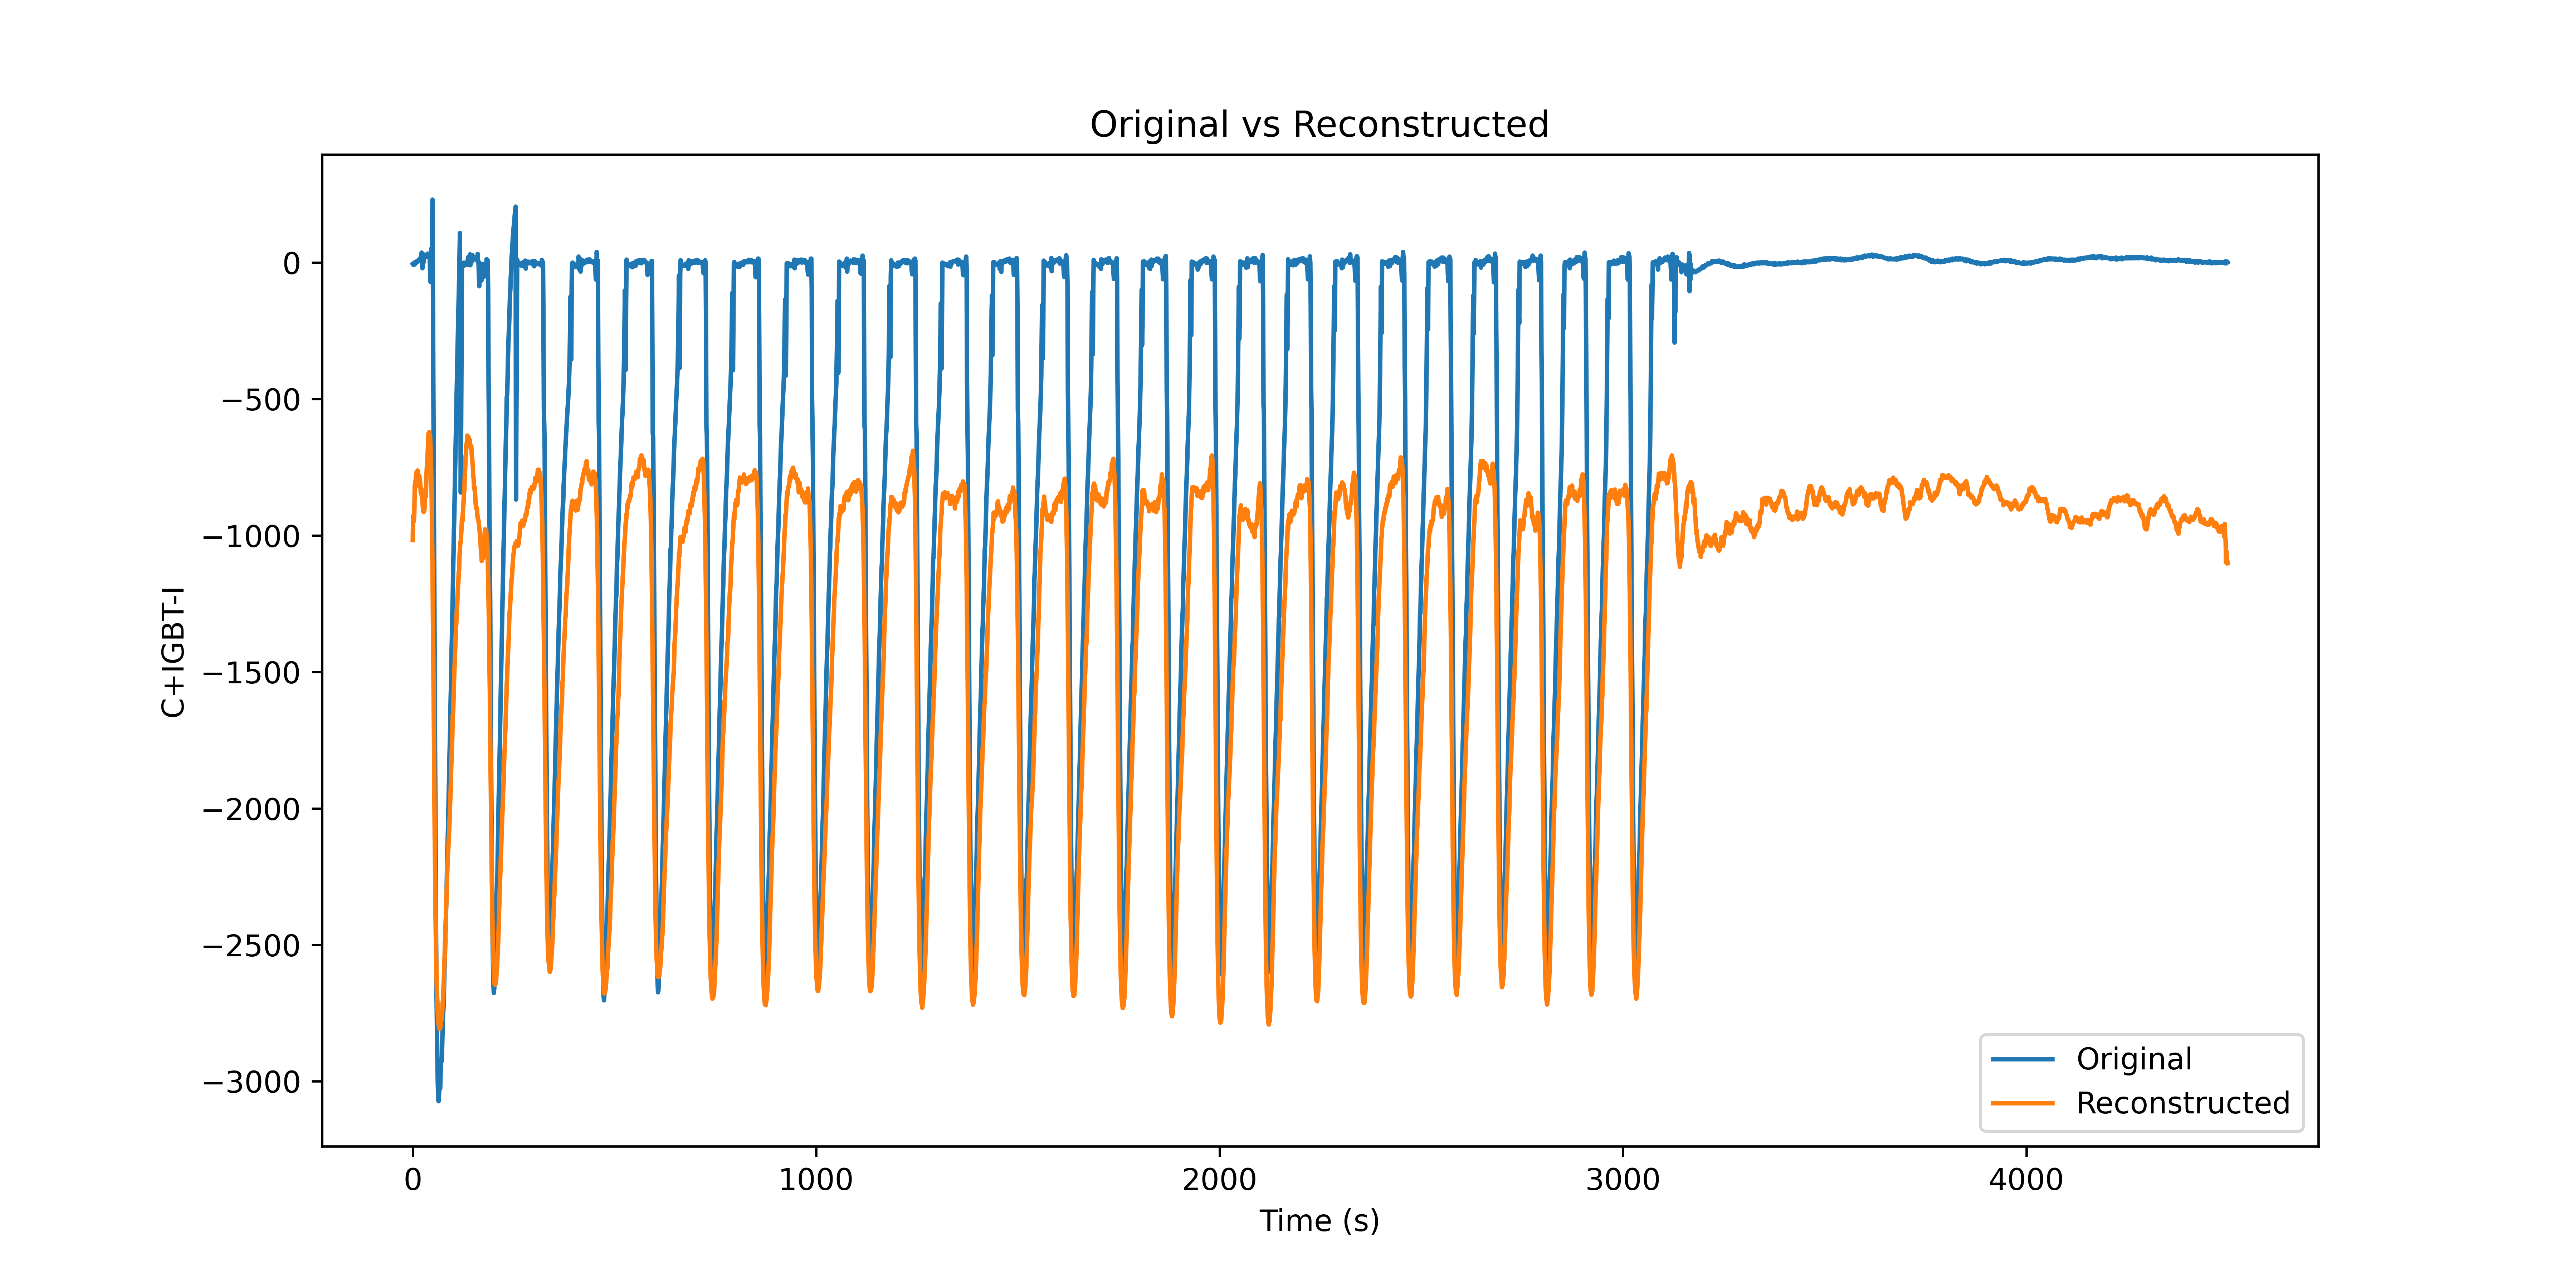 Original vs Reconstructed
C+IGBT-I
0
−500
−1000
−1500
−2000
−2500
−3000
0
1000
2000
3000
4000
Time (s)
Original
Reconstructed